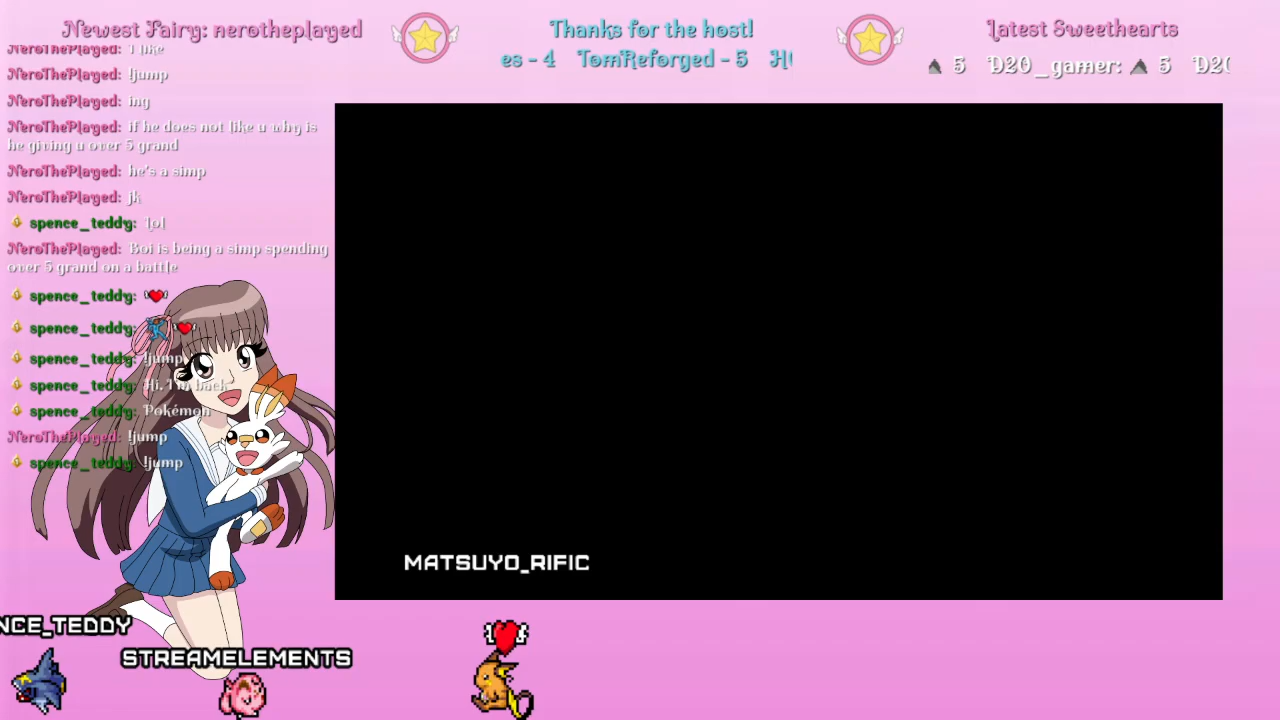 Newest Fairy: nerotheplayed
Thanks for the host!
Latest Sweethearts
es - 4 TomReforged - 5
5 D20_gamer: 5
NeroThePlayed: I like
NeroThePlayed: !jump
NeroThePlayed: ing
NeroThePlayed: if he does not like u why is
he giving u over 5 grand
NeroThePlayed: he's a simp
NeroThePlayed: jk
spence_teddy: lol
NeroThePlayed: Boi is being a simp spending
over 5 grand on a battle
spence_teddy:
spence_teddy:
spence_teddy: !jump
spence_teddy: Hi. I'm back
spence_teddy: Pokémon
NeroThePlayed: !jump
spence_teddy: !jump
MATSUYO_RIFIC
NCE_TEDDY
STREAMELEMENTS